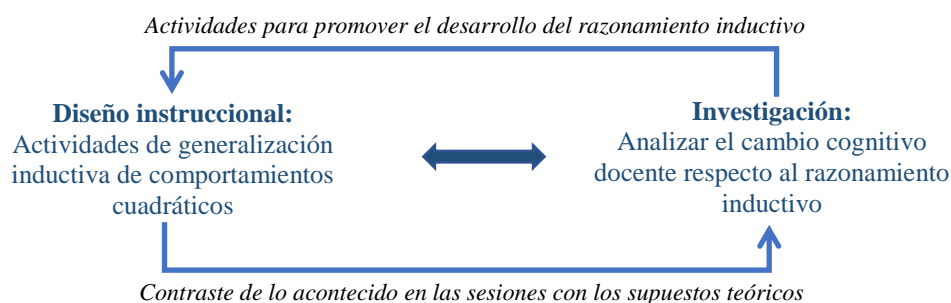 Actividades para promover el desarrollo del razonamiento inductivo
Diseño instruccional:
Actividades de generalización
inductiva de comportamientos
cuadráticos
Investigación:
Analizar el cambio cognitivo
docente respecto al razonamiento
inductivo
Contraste de lo acontecido en las sesiones con los supuestos teóricos